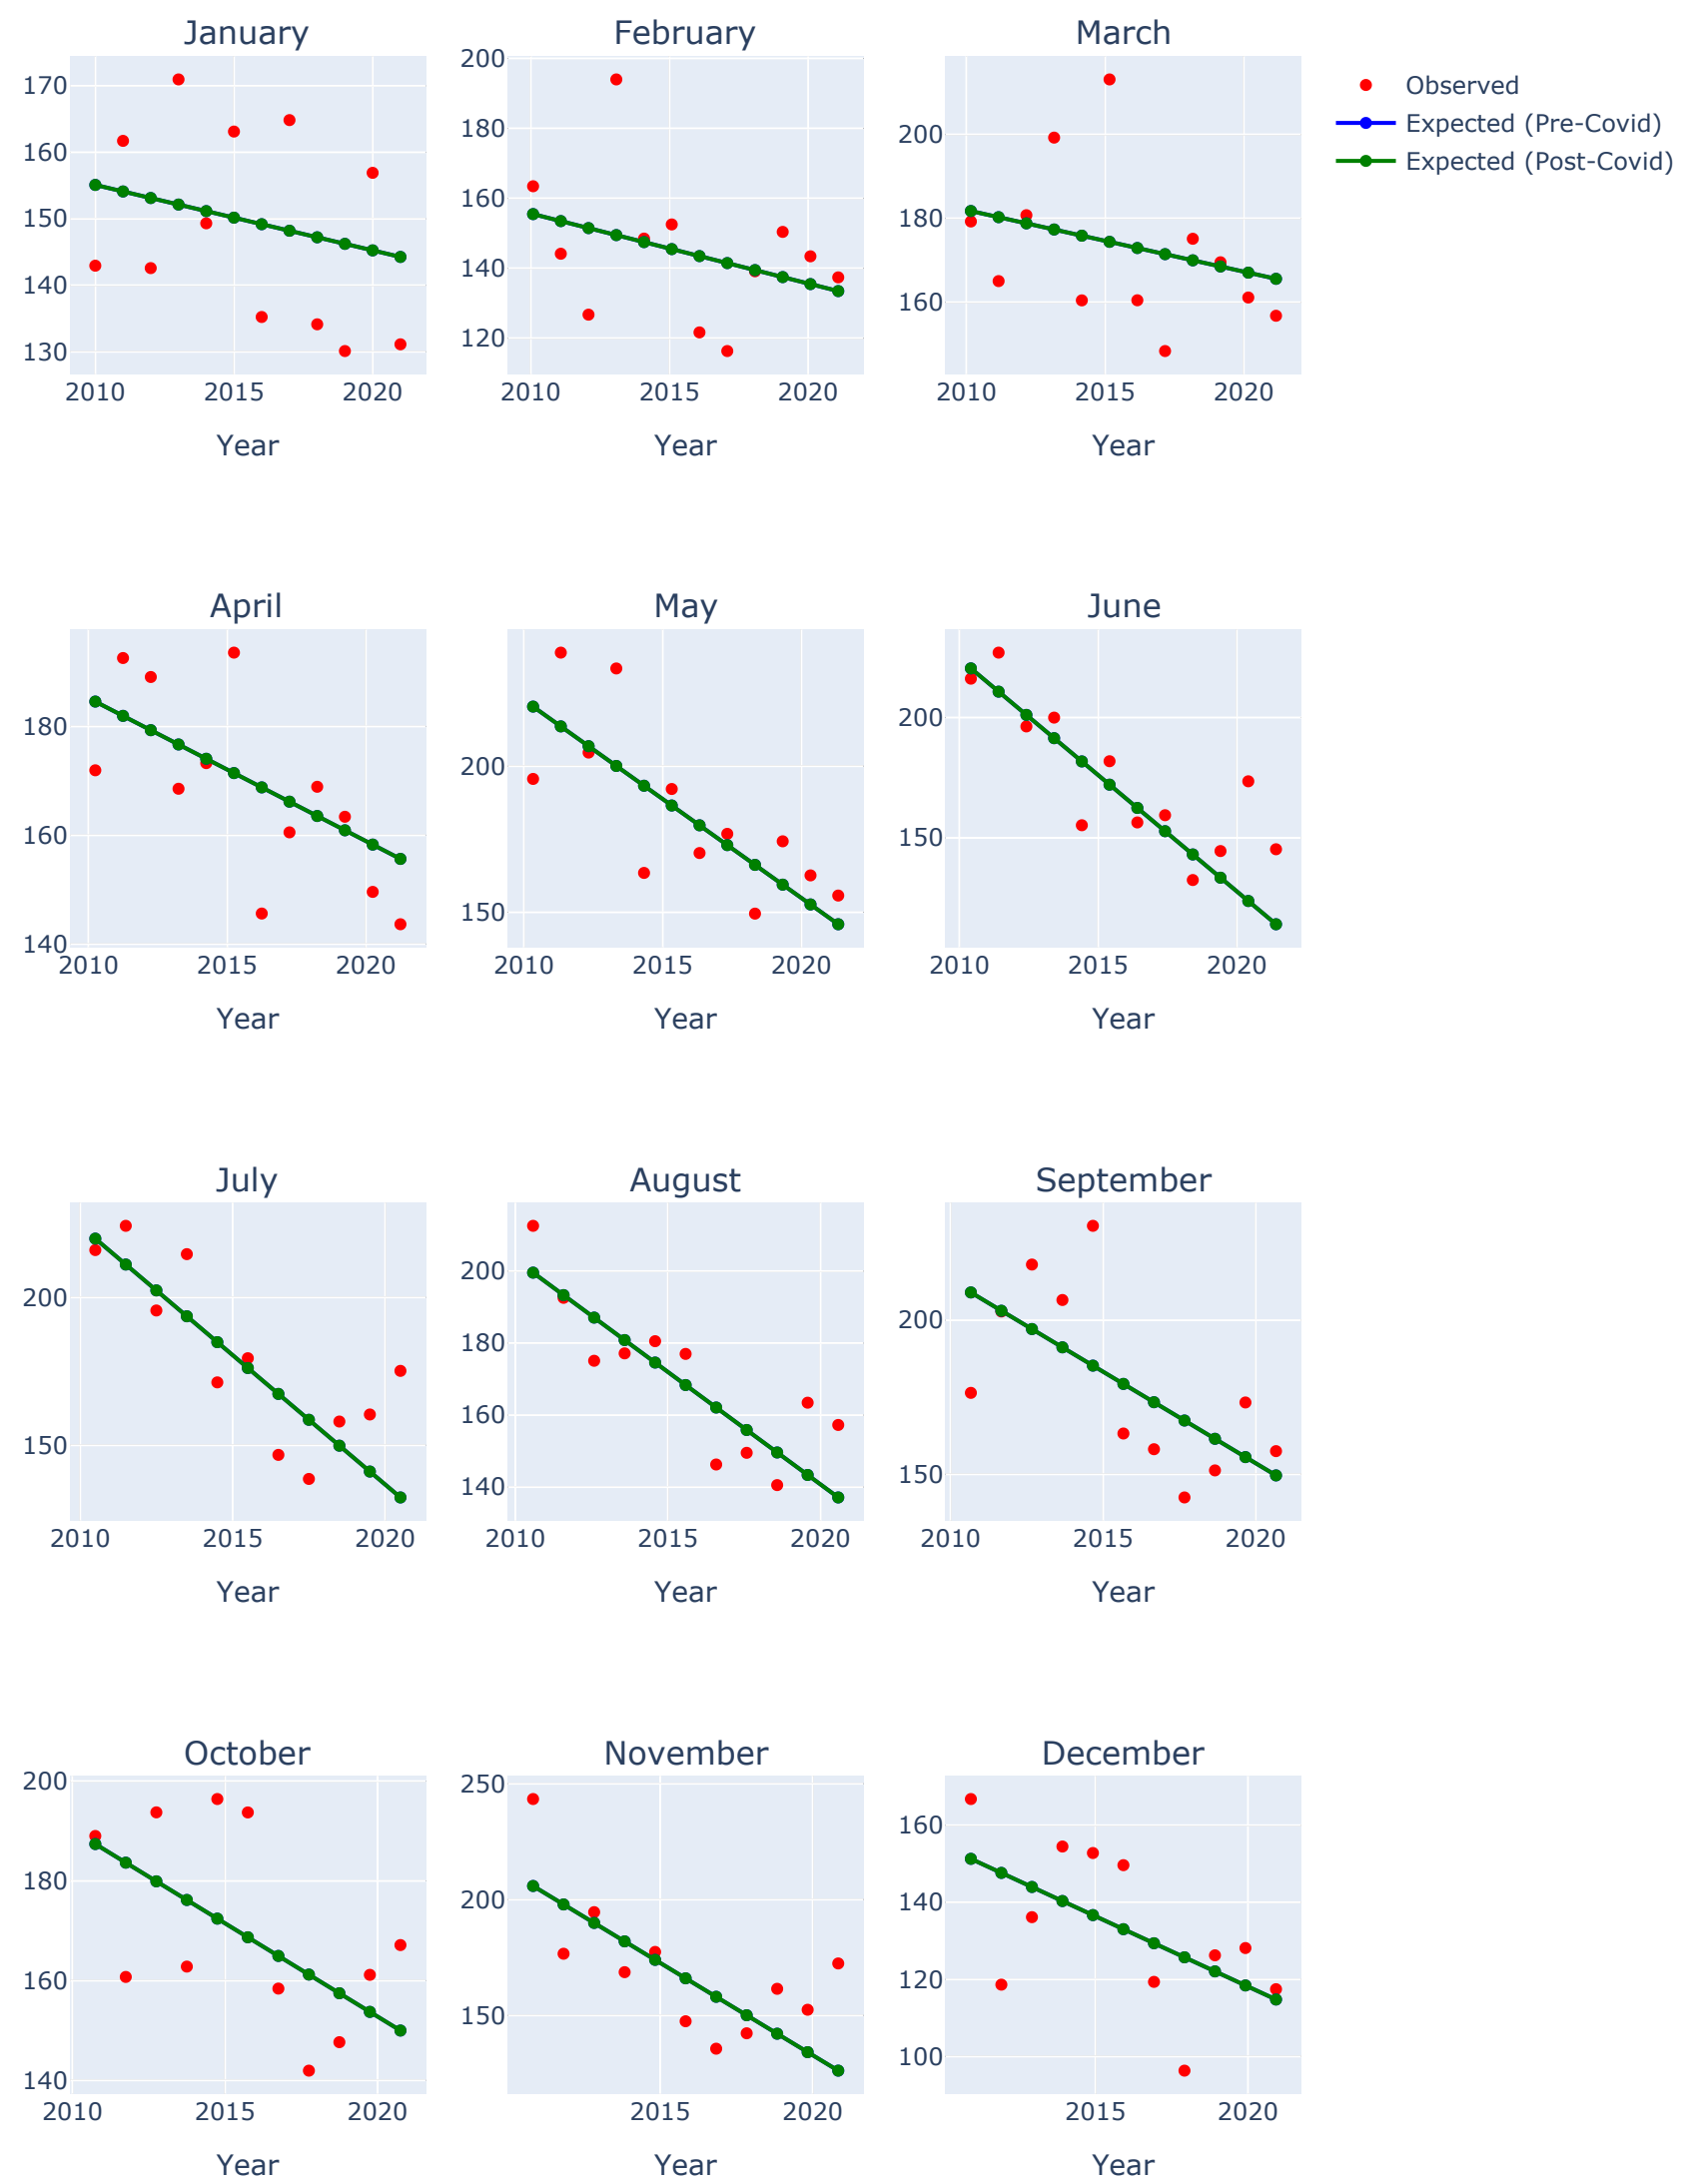 January
February
March
170
160
150
140
130
200
180
160
140
120
200
180
160
Observed
Expected (Pre-Covid)
Expected (Post-Covid)
2010 2015 2020
2010 2015 2020
2010 2015 2020
Year
Year
Year
April
May
June
180
160
140
200
150
200
150
2010 2015 2020
2010 2015 2020
2010 2015 2020
Year
Year
Year
July
August
September
200
150
200
180
160
140
200
150
2010 2015 2020
2010 2015 2020
2010 2015 2020
Year
Year
Year
October
November
December
200
180
160
140
250
200
150
160
140
120
100
2010 2015 2020
2015 2020
2015 2020
Year
Year
Year